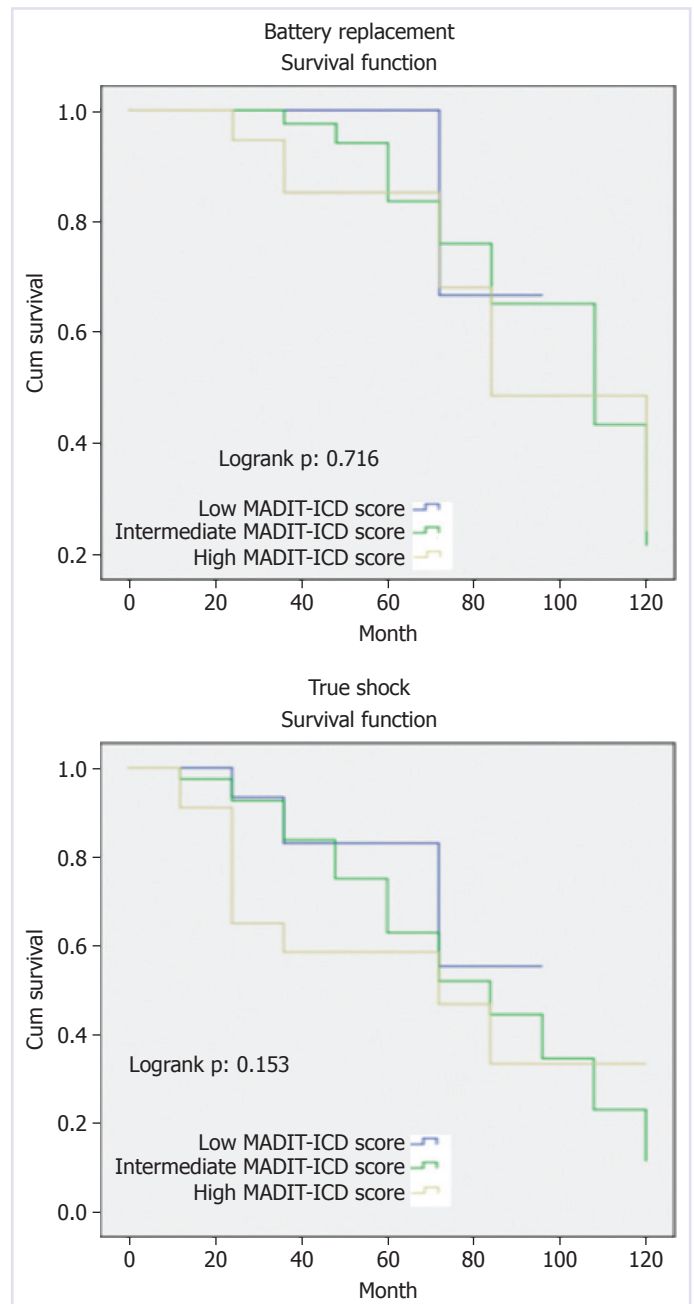 Battery replacement
Survival function
1.0
0.8
0.6
0.4
0.2
Cum survival
Logrank p: 0.716
Low MADIT-ICD score
Intermediate MADIT-ICD score
High MADIT-ICD score
0 20 40 60 80 100 120
Month
True shock
Survival function
1.0
0.8
0.6
0.4
0.2
0.0
Cum survival
Logrank p: 0.153
Low MADIT-ICD score
Intermediate MADIT-ICD score
High MADIT-ICD score
0 20 40 60 80 100 120
Month